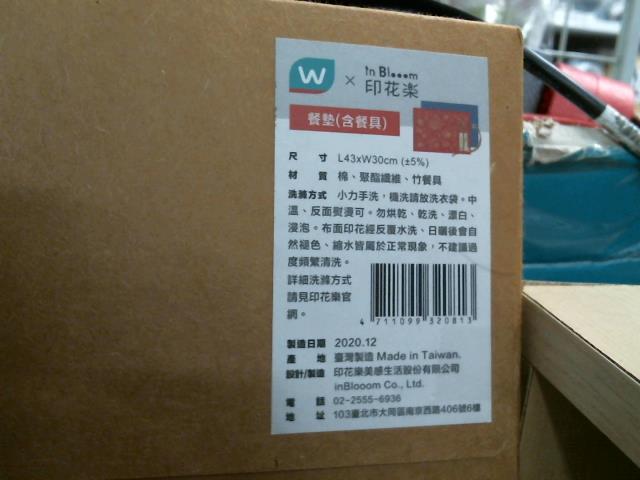 W × In Blooom
印花楽
餐墊(含餐具)
尺 寸 L43xW30cm (±5%)
材 質 棉、聚酯纖維、竹餐具
洗滌方式 小力手洗,機洗請放洗衣袋。中
溫、反面熨燙可。勿烘乾、乾洗、漂白、
浸泡。布面印花經反覆水洗、日曬後會自
然褪色、縮水皆屬於正常現象,不建議過
度頻繁清洗。
詳細洗滌方式
請見印花樂官
網。
4 711099 320813
製造日期 2020.12
產 地 臺灣製造 Made in Taiwan.
設計/製造 印花樂美感生活股份有限公司
inBlooom Co., Ltd.
電 話 02-2555-6936
地 址 103臺北市大同區南京西路406號6樓